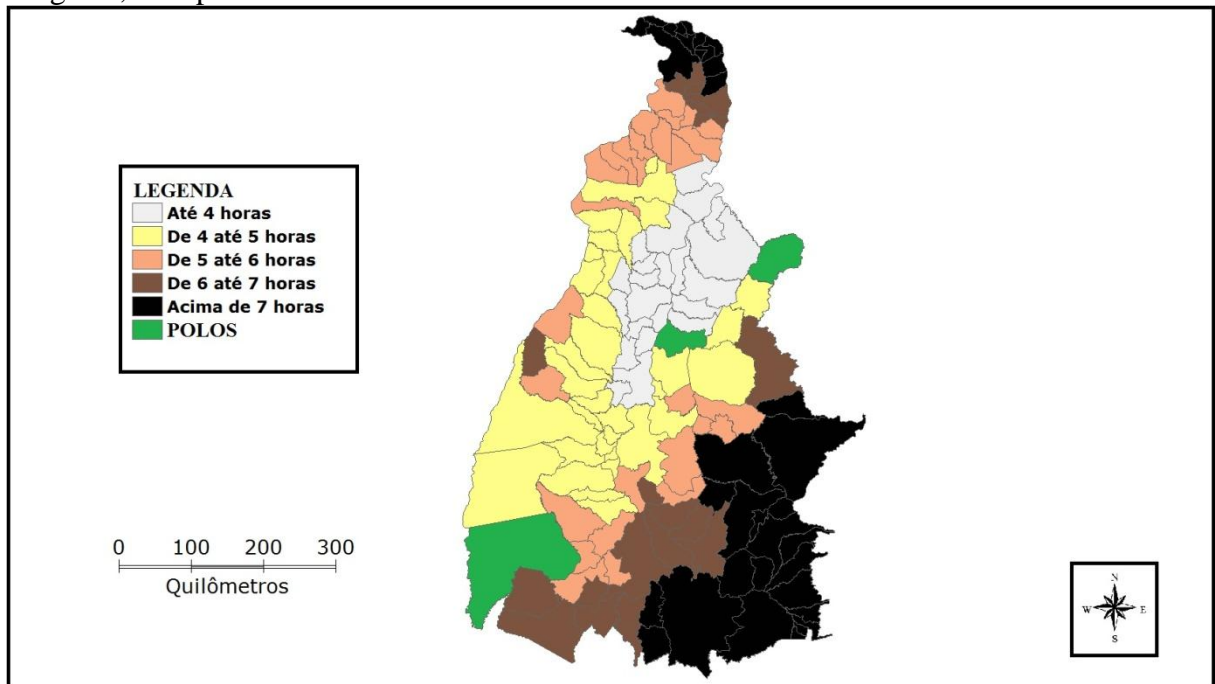 LEGENDA
Até 4 horas
De 4 até 5 horas
De 5 até 6 horas
De 6 até 7 horas
Acima de 7 horas
POLOS
0 100 200 300
Quilômetros
N
W E
S